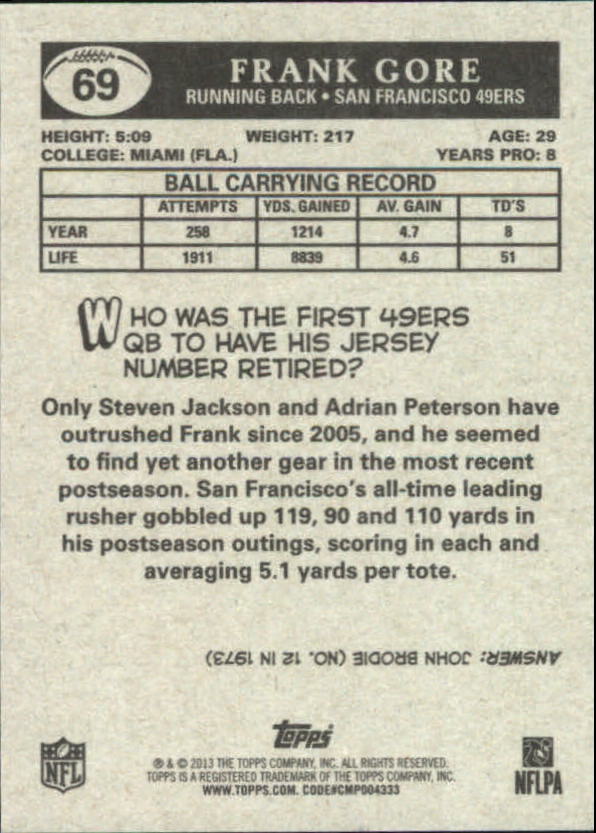 69
FRANK GORE
RUNNING BACK • SAN FRANCISCO 49ERS
HEIGHT: 5:09 WEIGHT: 217 AGE: 29
COLLEGE: MIAMI (FLA.) YEARS PRO: 8
BALL CARRYING RECORD
ATTEMPTS YDS. GAINED AV. GAIN TD'S
YEAR 258 1214 4.7 8
LIFE 1911 8839 4.6 51
WHO WAS THE FIRST 49ERS
QB TO HAVE HIS JERSEY
NUMBER RETIRED?
Only Steven Jackson and Adrian Peterson have
outrushed Frank since 2005, and he seemed
to find yet another gear in the most recent
postseason. San Francisco's all-time leading
rusher gobbled up 119, 90 and 110 yards in
his postseason outings, scoring in each and
averaging 5.1 yards per tote.
ANSWER: JOHN BRODIE (NO. 12 IN 1973)
Topps
® & © 2013 THE TOPPS COMPANY, INC. ALL RIGHTS RESERVED.
TOPPS IS A REGISTERED TRADEMARK OF THE TOPPS COMPANY, INC.
WWW.TOPPS.COM. CODE#CMP004333
NFL
NFLPA